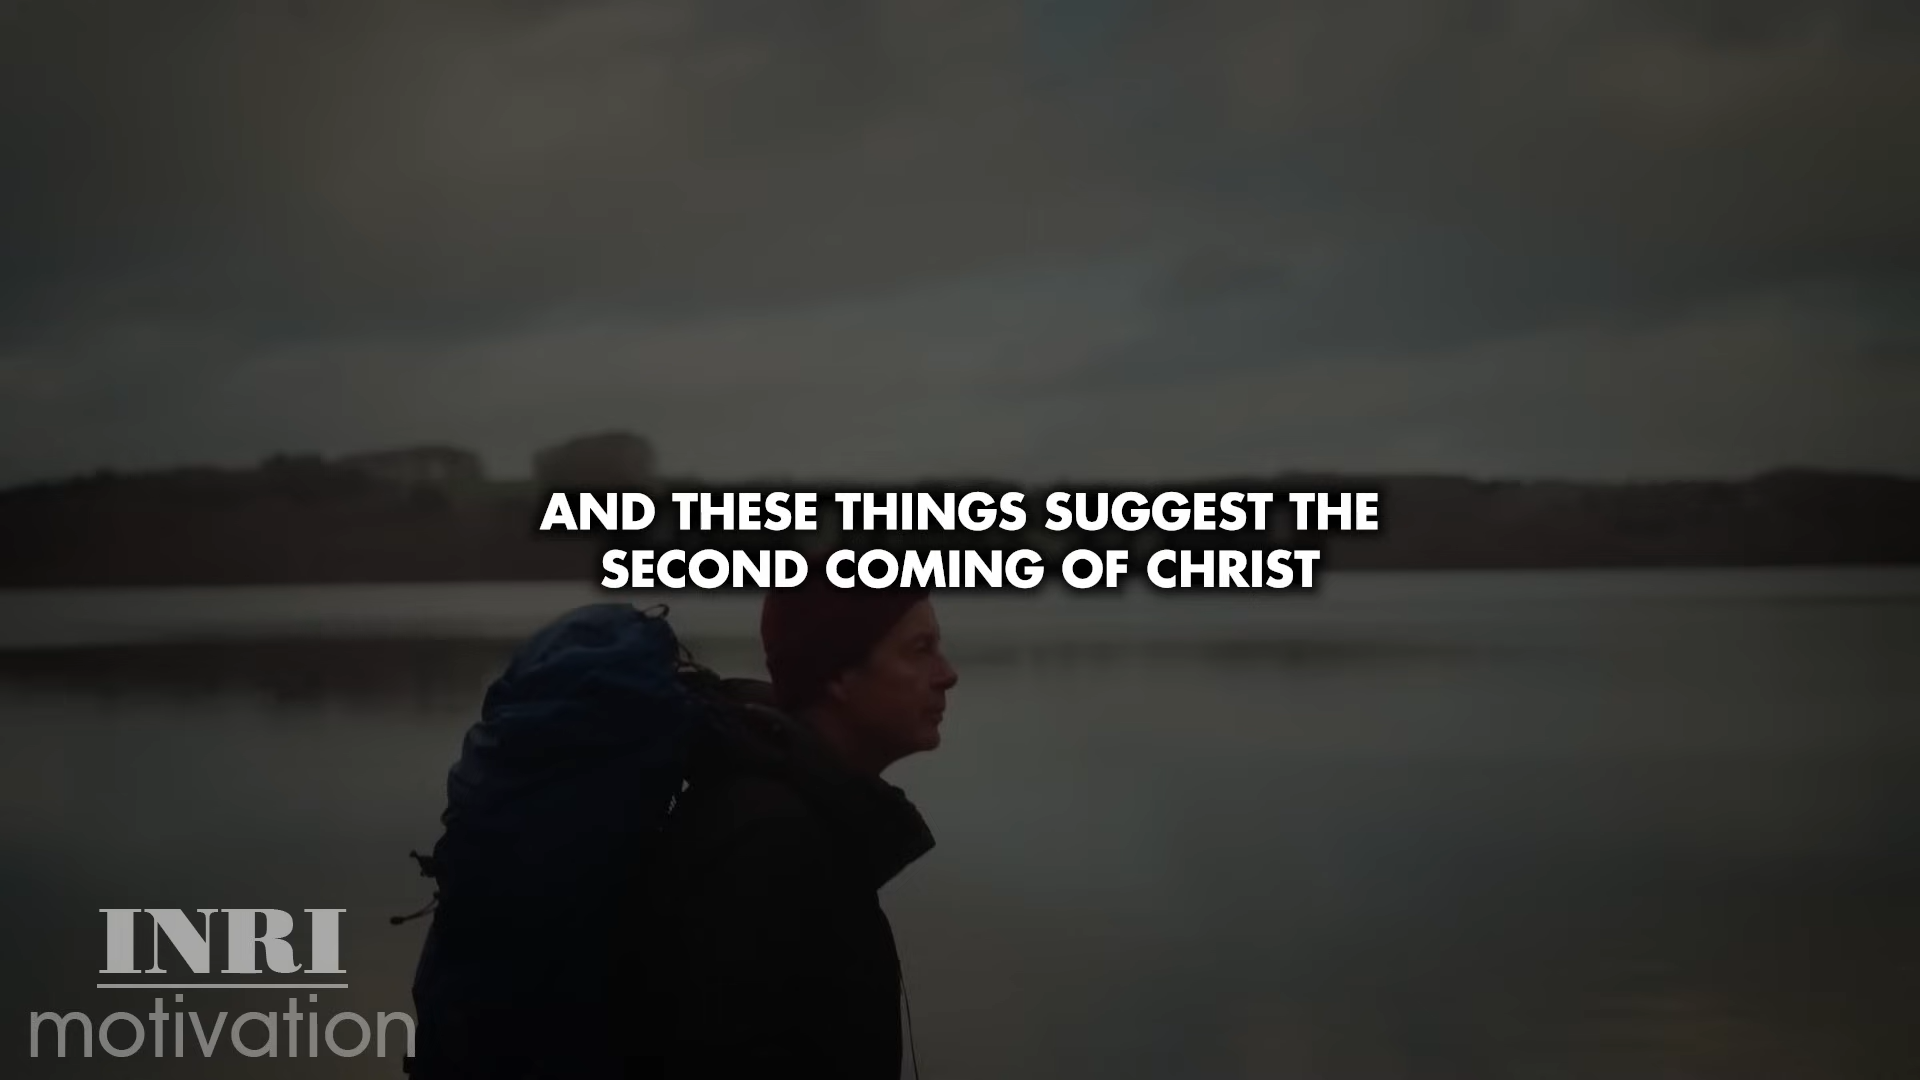 AND THESE THINGS SUGGEST THE
SECOND COMING OF CHRIST
INRI
motivation